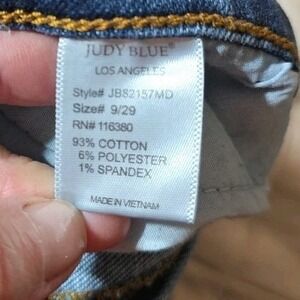 JUDY BLUE®
LOS ANGELES
Style# JB82157MD
Size# 9/29
RN# 116380
93% COTTON
6% POLYESTER
1% SPANDEX
MADE IN VIETNAM